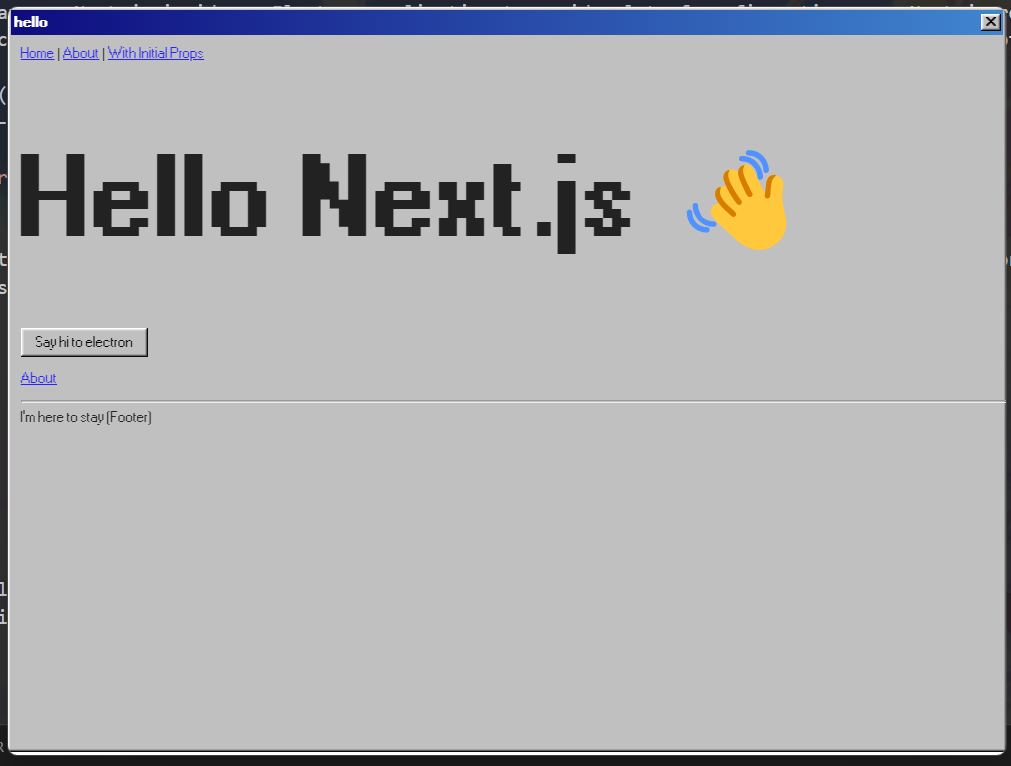 hello
Home | About | With Initial Props
Hello Next.js 👋
Say hi to electron
About
I'm here to stay (Footer)